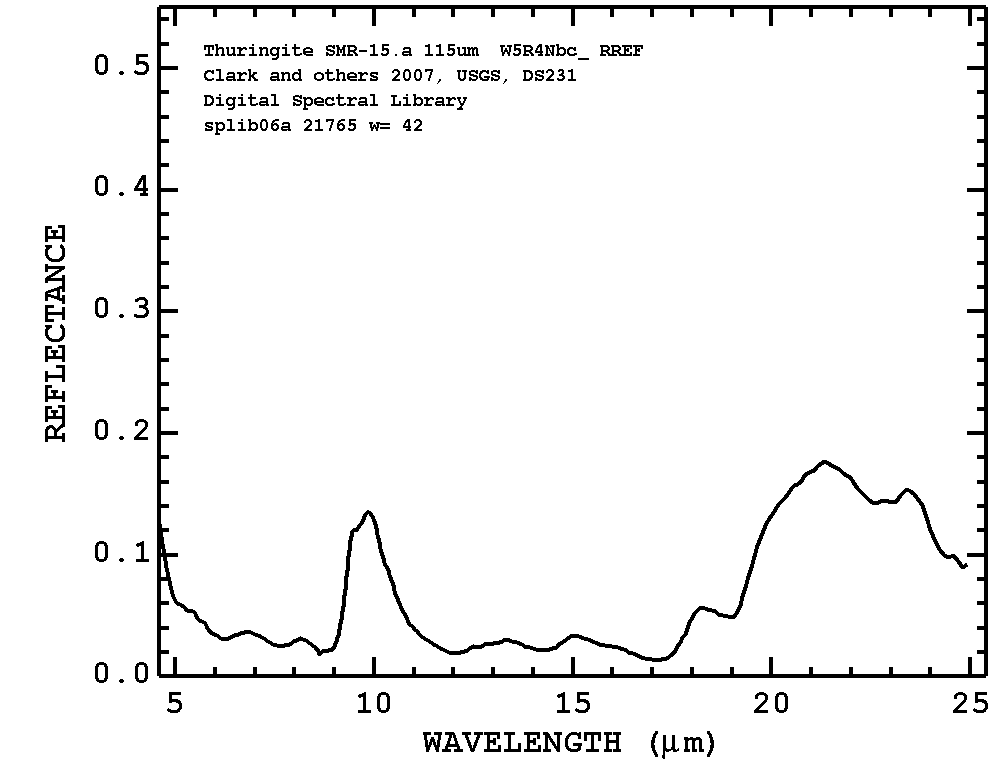 Thuringite SMR-15.a 115um W5R4Nbc_ RREF
Clark and others 2007, USGS, DS231
Digital Spectral Library
splib06a 21765 w= 42
0.5
0.4
0.3
0.2
0.1
0.0
REFLECTANCE
5 10 15 20 25
WAVELENGTH (μm)